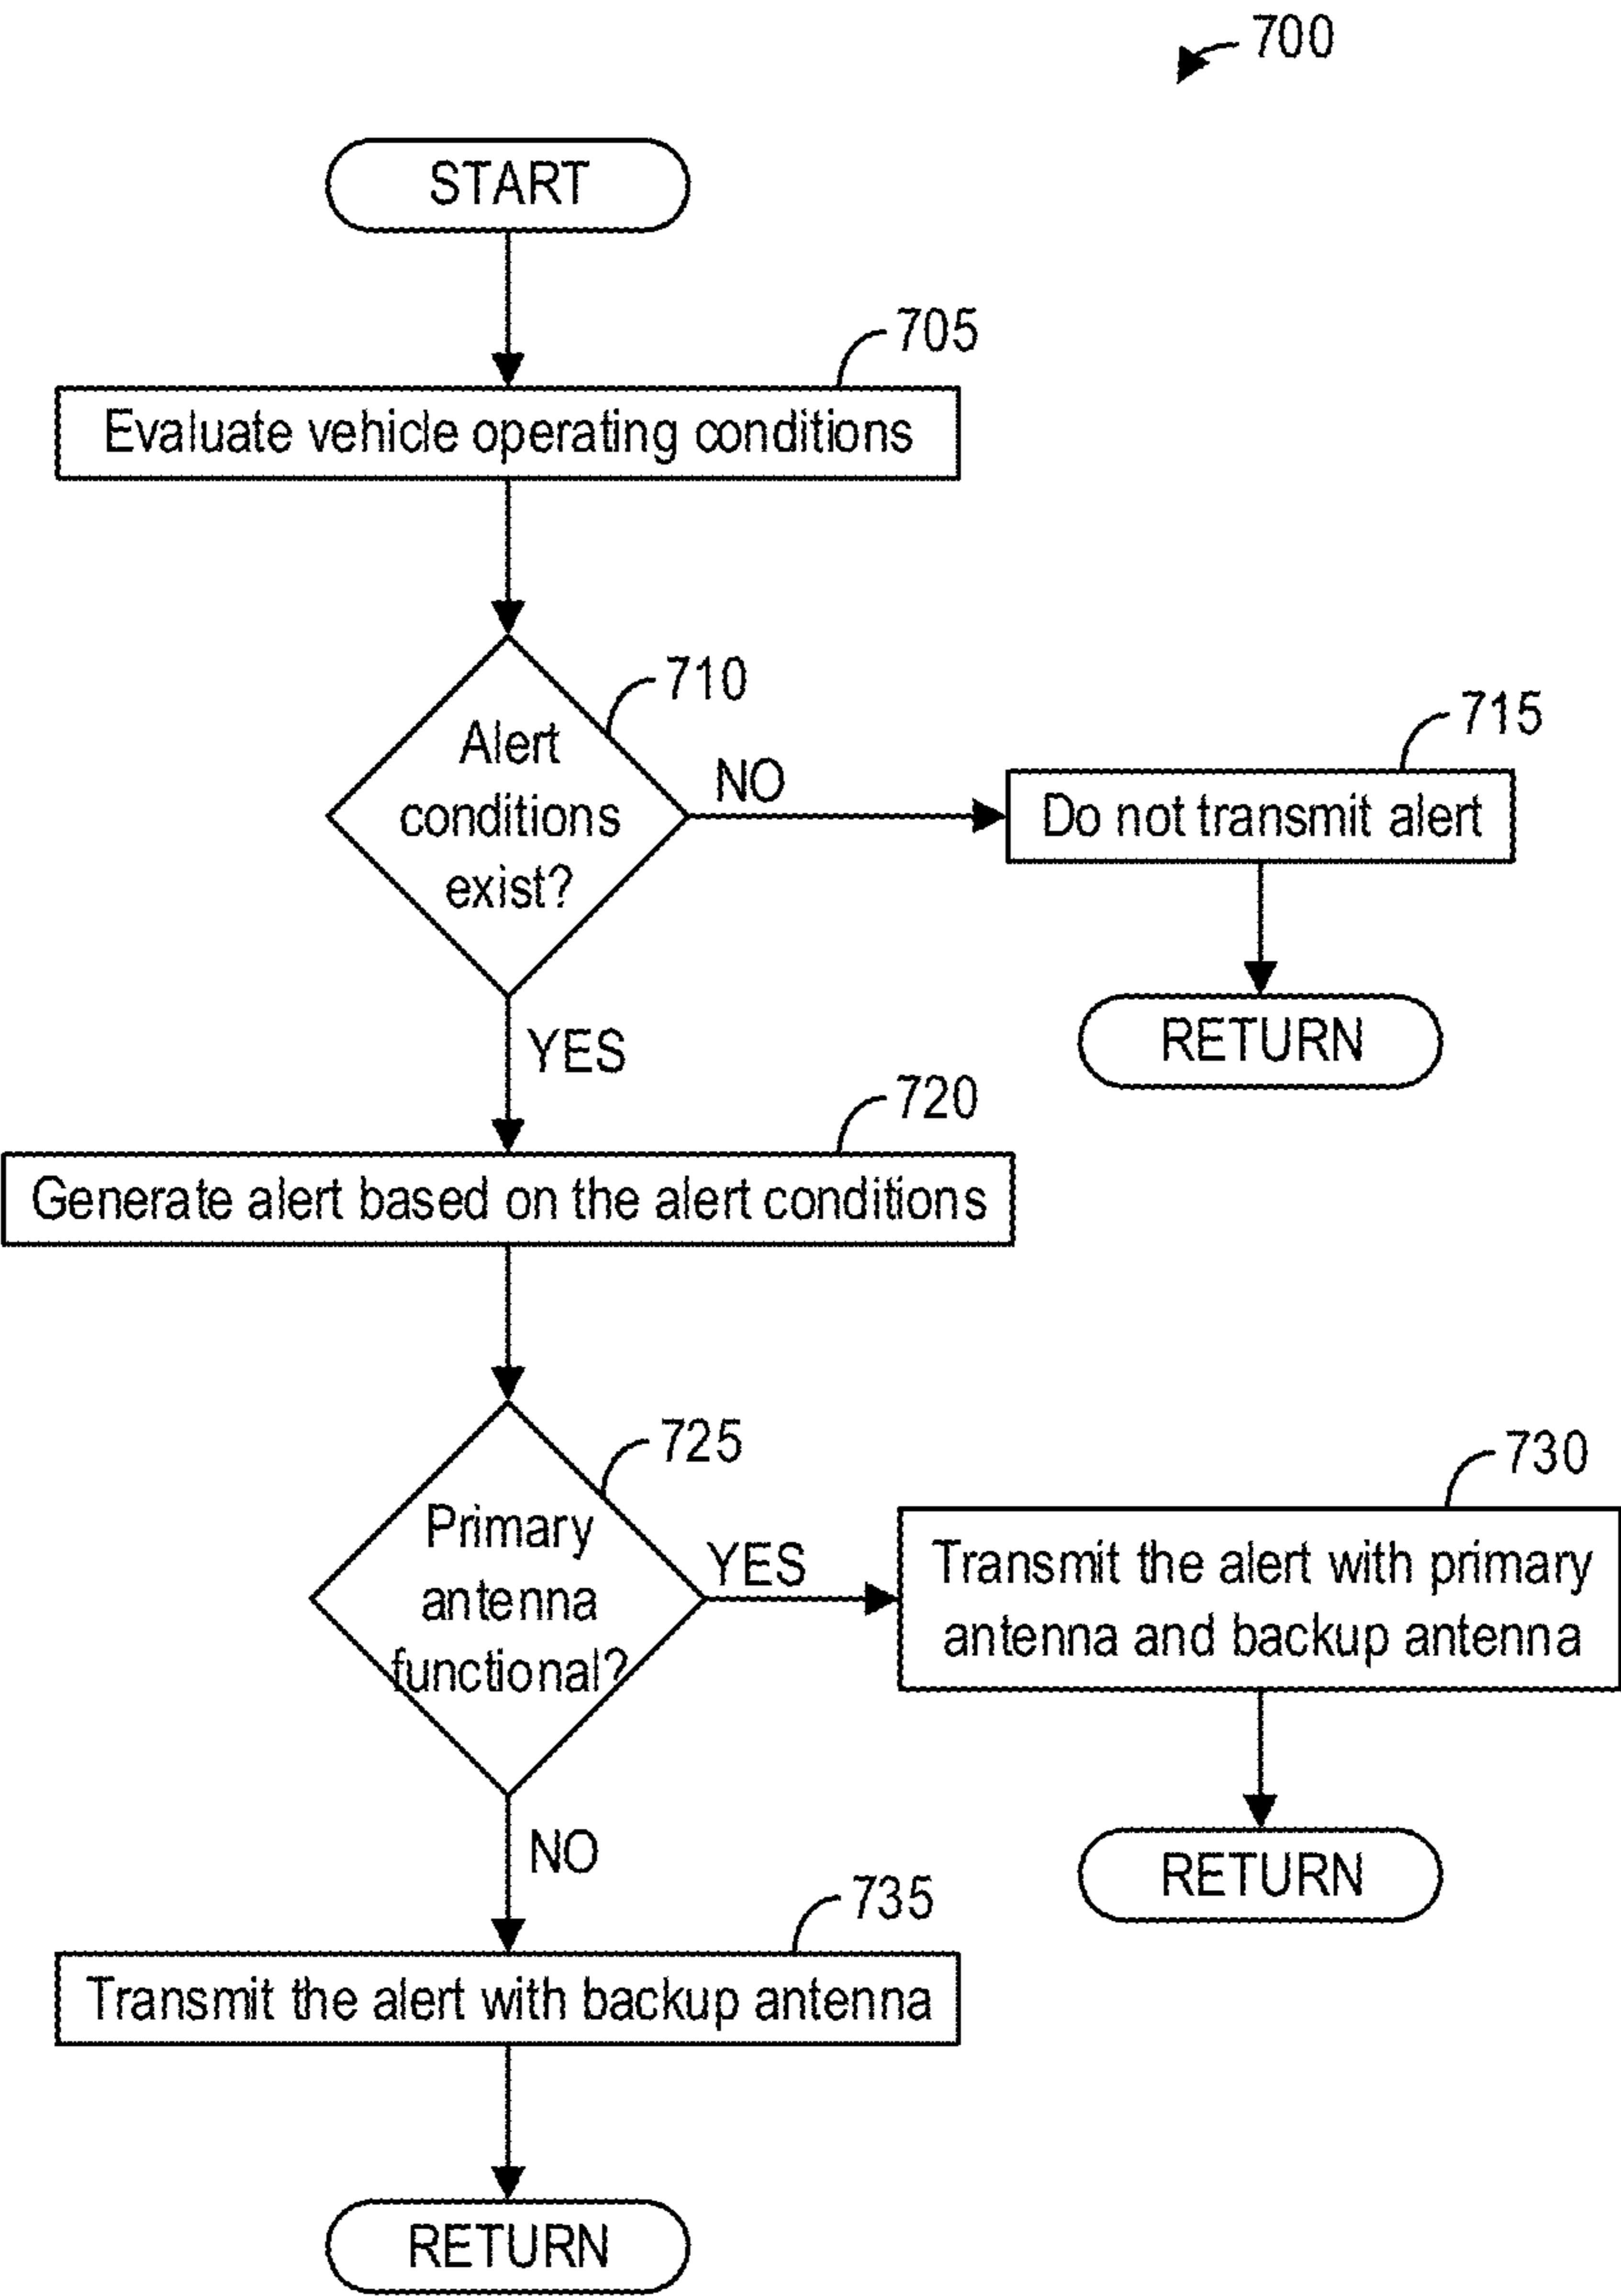 700
START
705
Evaluate vehicle operating conditions
710
Alert
conditions
exist?
NO
715
Do not transmit alert
RETURN
YES
720
Generate alert based on the alert conditions
725
Primary
antenna
functional?
YES
730
Transmit the alert with primary
antenna and backup antenna
RETURN
NO
735
Transmit the alert with backup antenna
RETURN